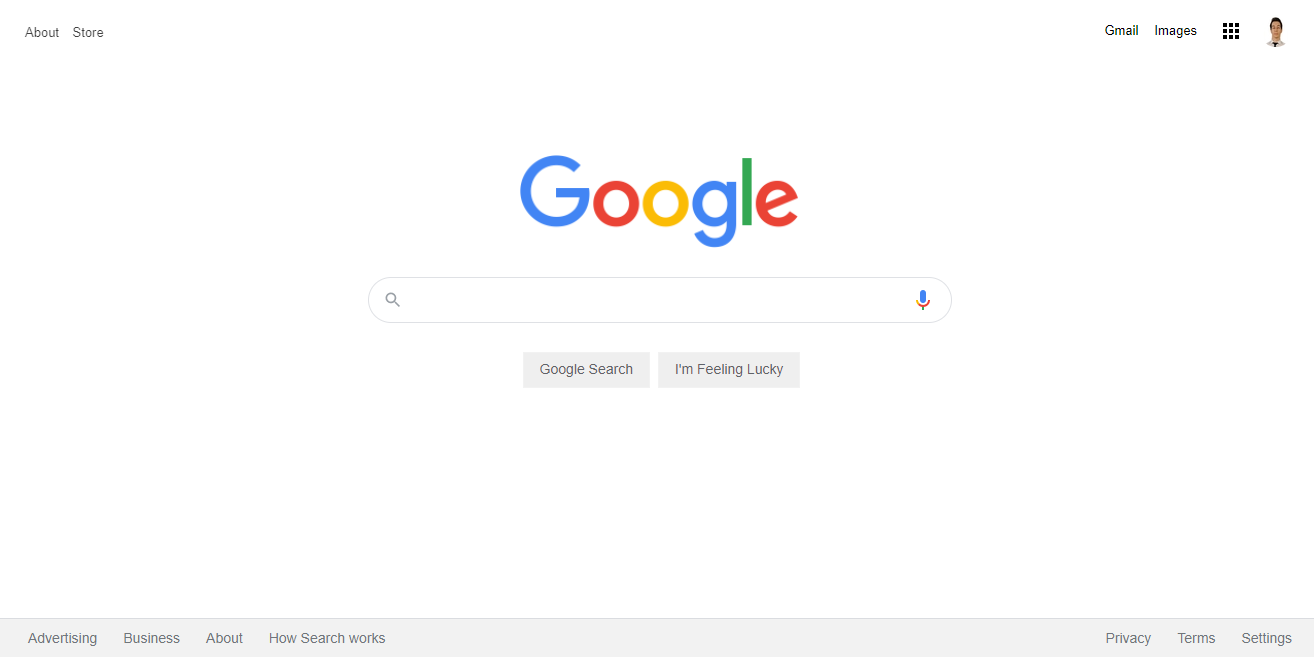 About Store
Gmail Images
Google
Google Search I'm Feeling Lucky
Advertising Business About How Search works
Privacy Terms Settings